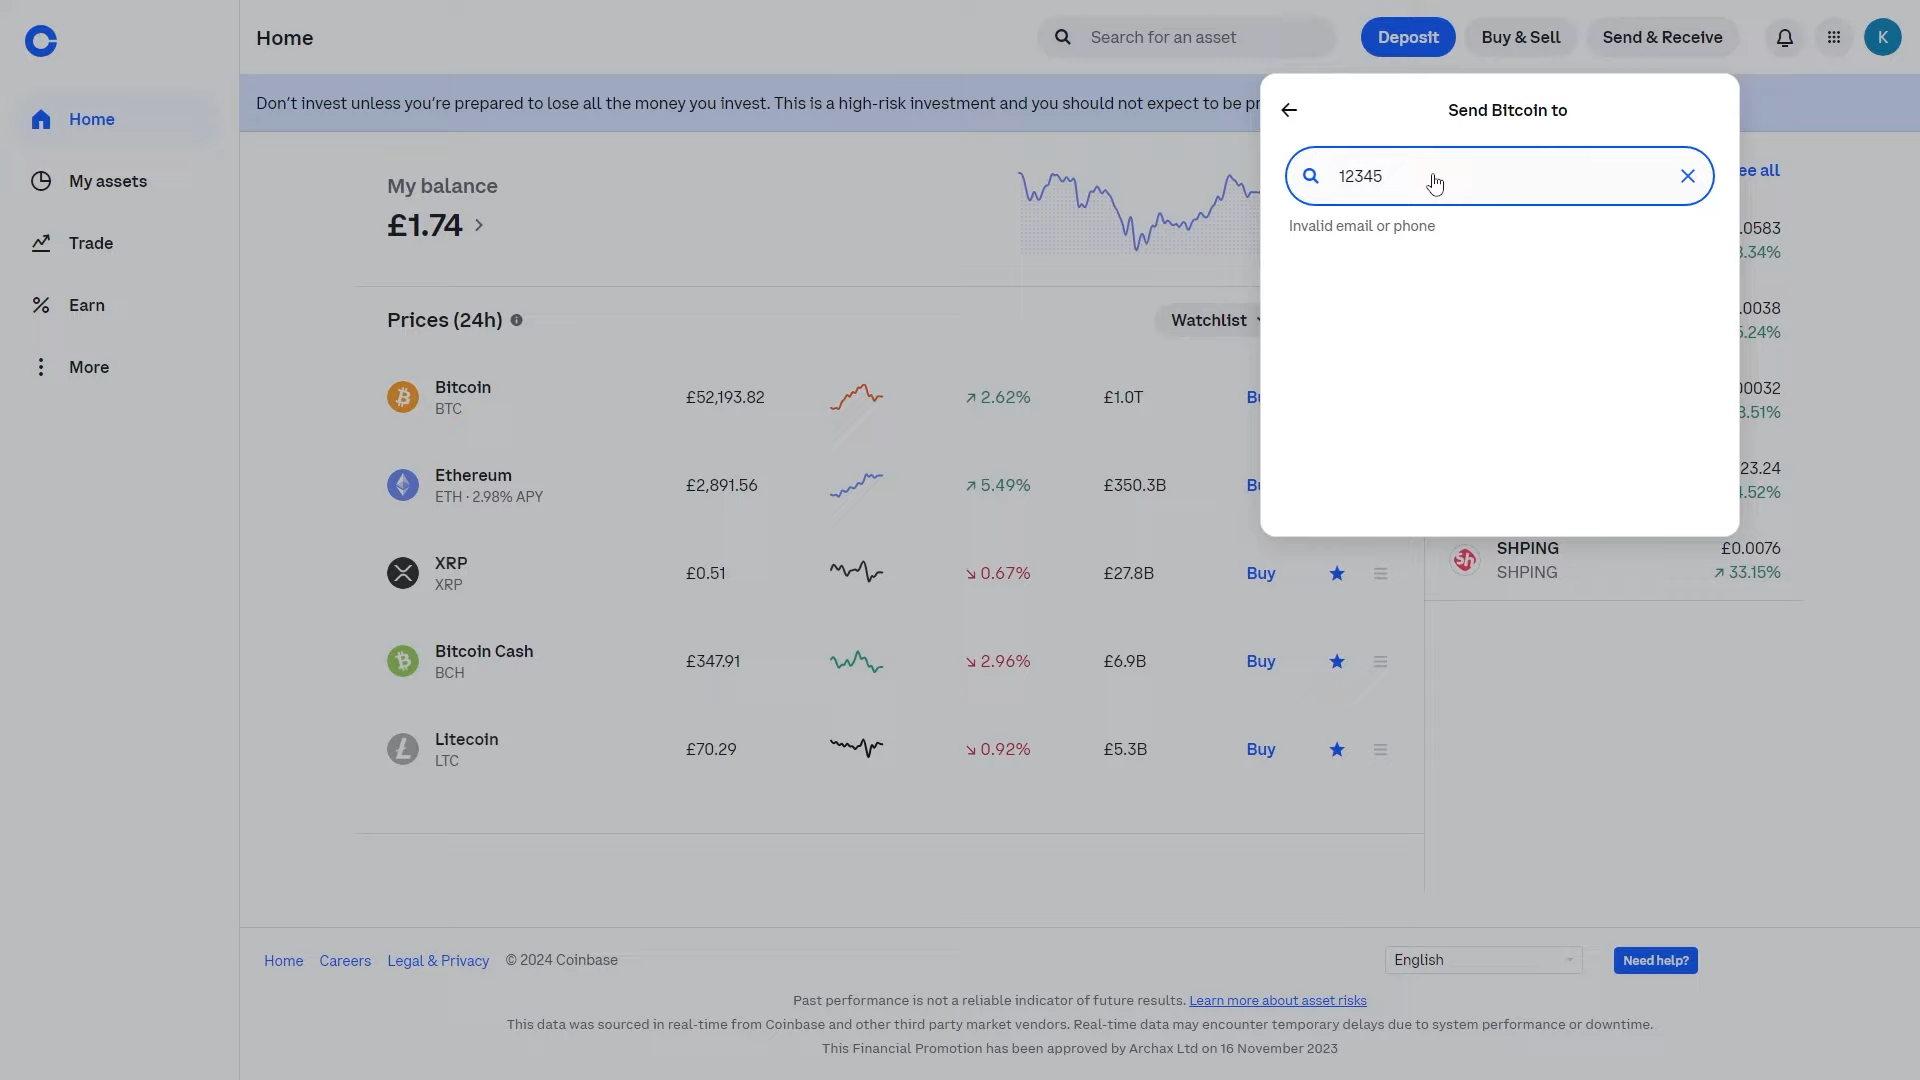 Home
Search for an asset
Deposit
Buy & Sell
Send & Receive
K
Don't invest unless you're prepared to lose all the money you invest. This is a high-risk investment and you should not expect to be
Home
My assets
Trade
Earn
More
My balance
£1.74
Prices (24h)
Watchlist
Bitcoin
BTC
£52,193.82
2.62%
£1.0T
Ethereum
ETH · 2.98% APY
£2,891.56
5.49%
£350.3B
XRP
XRP
£0.51
0.67%
£27.8B
Buy
Bitcoin Cash
BCH
£347.91
2.96%
£6.9B
Buy
Litecoin
LTC
£70.29
0.92%
£5.3B
Buy
Send Bitcoin to
12345
Invalid email or phone
all
.0583
.34%
.0038
.24%
0032
.51%
23.24
.52%
SHPING
SHPING
£0.0076
33.15%
Home
Careers
Legal & Privacy
© 2024 Coinbase
English
Need help?
Past performance is not a reliable indicator of future results. Learn more about asset risks
This data was sourced in real-time from Coinbase and other third party market vendors. Real-time data may encounter temporary delays due to system performance or downtime.
This Financial Promotion has been approved by Archax Ltd on 16 November 2023